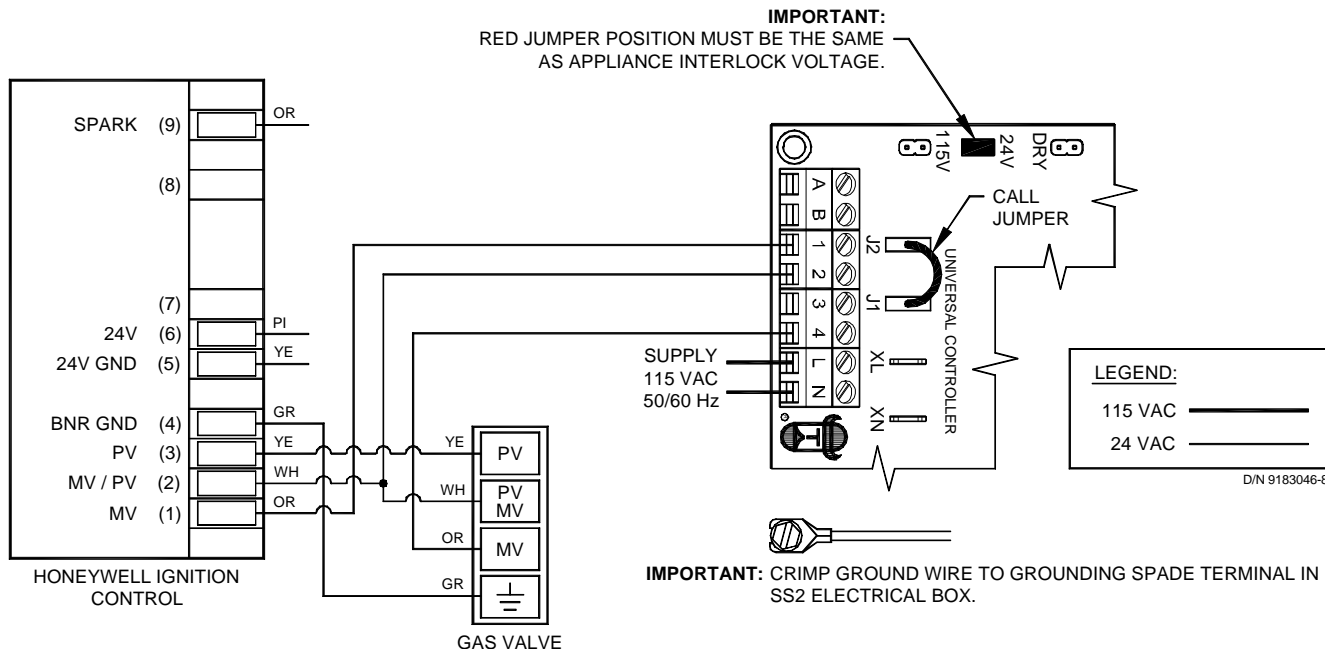 IMPORTANT:
RED JUMPER POSITION MUST BE THE SAME
AS APPLIANCE INTERLOCK VOLTAGE.
SPARK (9) OR
(8)
(7)
24V (6) PI
24V GND (5) YE
BNR GND (4) GR
PV (3) YE
MV / PV (2) WH
MV (1) OR
HONEYWELL IGNITION
CONTROL
YE PV
WH PV
MV
OR MV
GR
GAS VALVE
115V
24V
DRY
CALL
JUMPER
A
B
1
2
3
4
L
N
J2
J1
XL
XN
UNIVERSAL CONTROLLER
SUPPLY
115 VAC
50/60 Hz
LEGEND:
115 VAC
24 VAC
D/N 9183046-8
IMPORTANT: CRIMP GROUND WIRE TO GROUNDING SPADE TERMINAL IN
SS2 ELECTRICAL BOX.